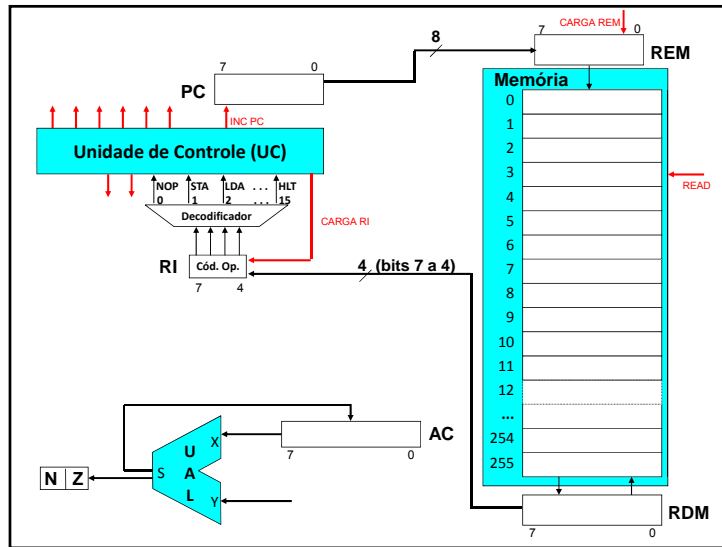 CARGA REM
7 0
REM
8
7 0
PC
INC PC
Memória
0
1
2
3
4
5
6
7
8
9
10
11
12
...
254
255
READ
Unidade de Controle (UC)
NOP STA LDA . . . HLT
0 1 2 . . . 15
Decodificador
CARGA RI
RI
Cód. Op.
7 4
4 (bits 7 a 4)
AC
7 0
U
A
L
X
Y
S
N Z
RDM
7 0